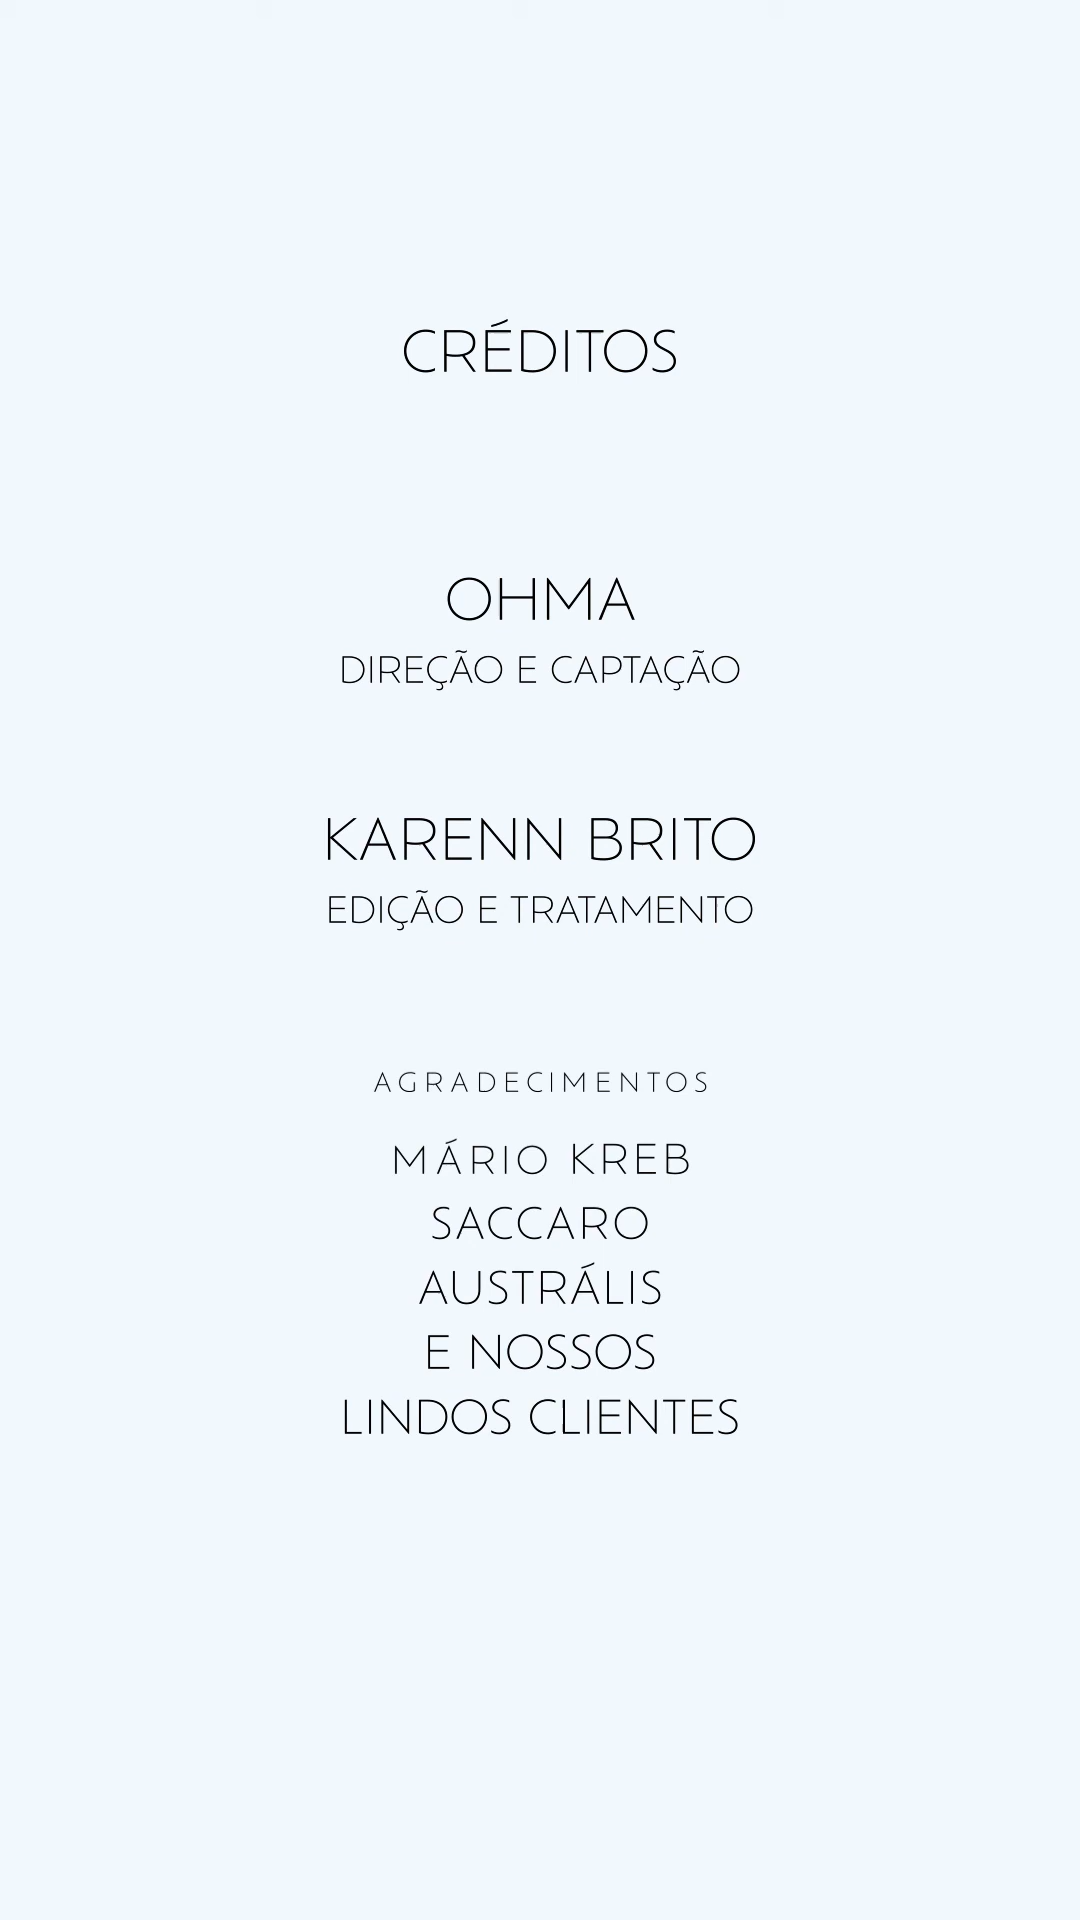 CRÉDITOS
OHMA
DIREÇÃO E CAPTAÇÃO
KARENN BRITO
EDIÇÃO E TRATAMENTO
AGRADECIMENTOS
MÁRIO KREB
SACCARO
AUSTRÁLIS
E NOSSOS
LINDOS CLIENTES